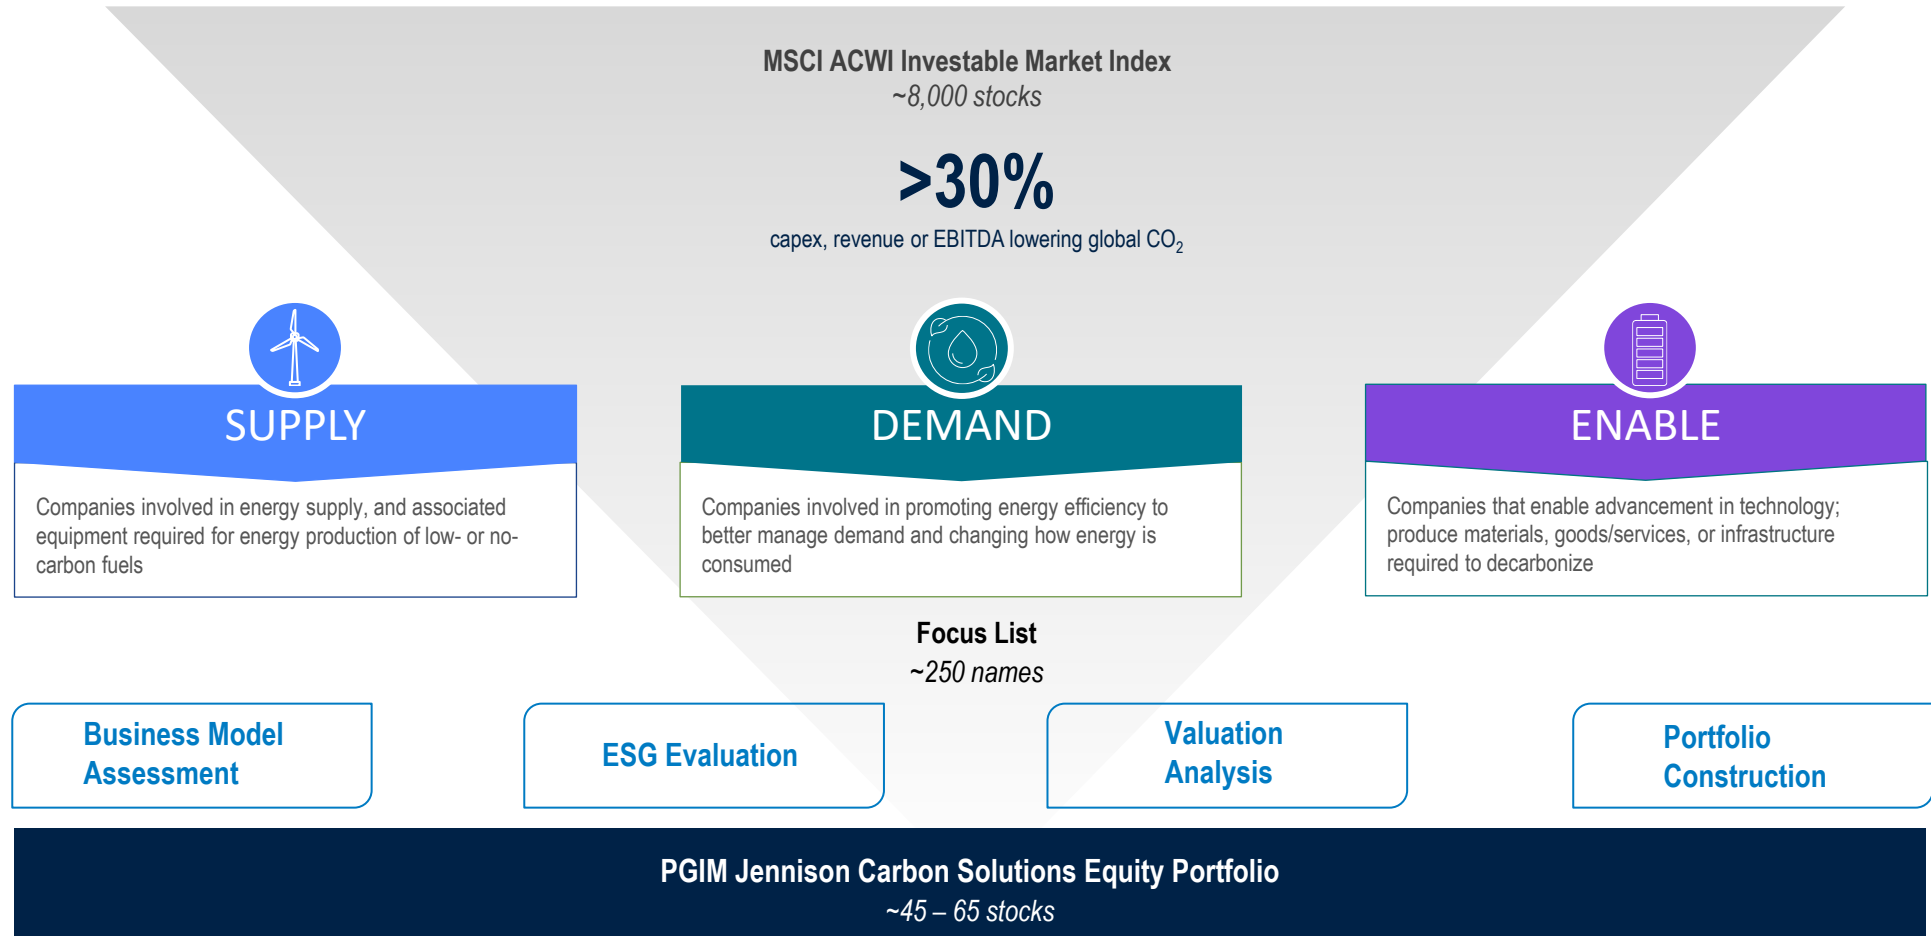 MSCI ACWI Investable Market Index
~8,000 stocks
>30%
capex, revenue or EBITDA lowering global CO₂
SUPPLY
Companies involved in energy supply, and associated
equipment required for energy production of low- or no-
carbon fuels
DEMAND
Companies involved in promoting energy efficiency to
better manage demand and changing how energy is
consumed
ENABLE
Companies that enable advancement in technology;
produce materials, goods/services, or infrastructure
required to decarbonize
Focus List
~250 names
Business Model
Assessment
ESG Evaluation
Valuation
Analysis
Portfolio
Construction
PGIM Jennison Carbon Solutions Equity Portfolio
~45 – 65 stocks